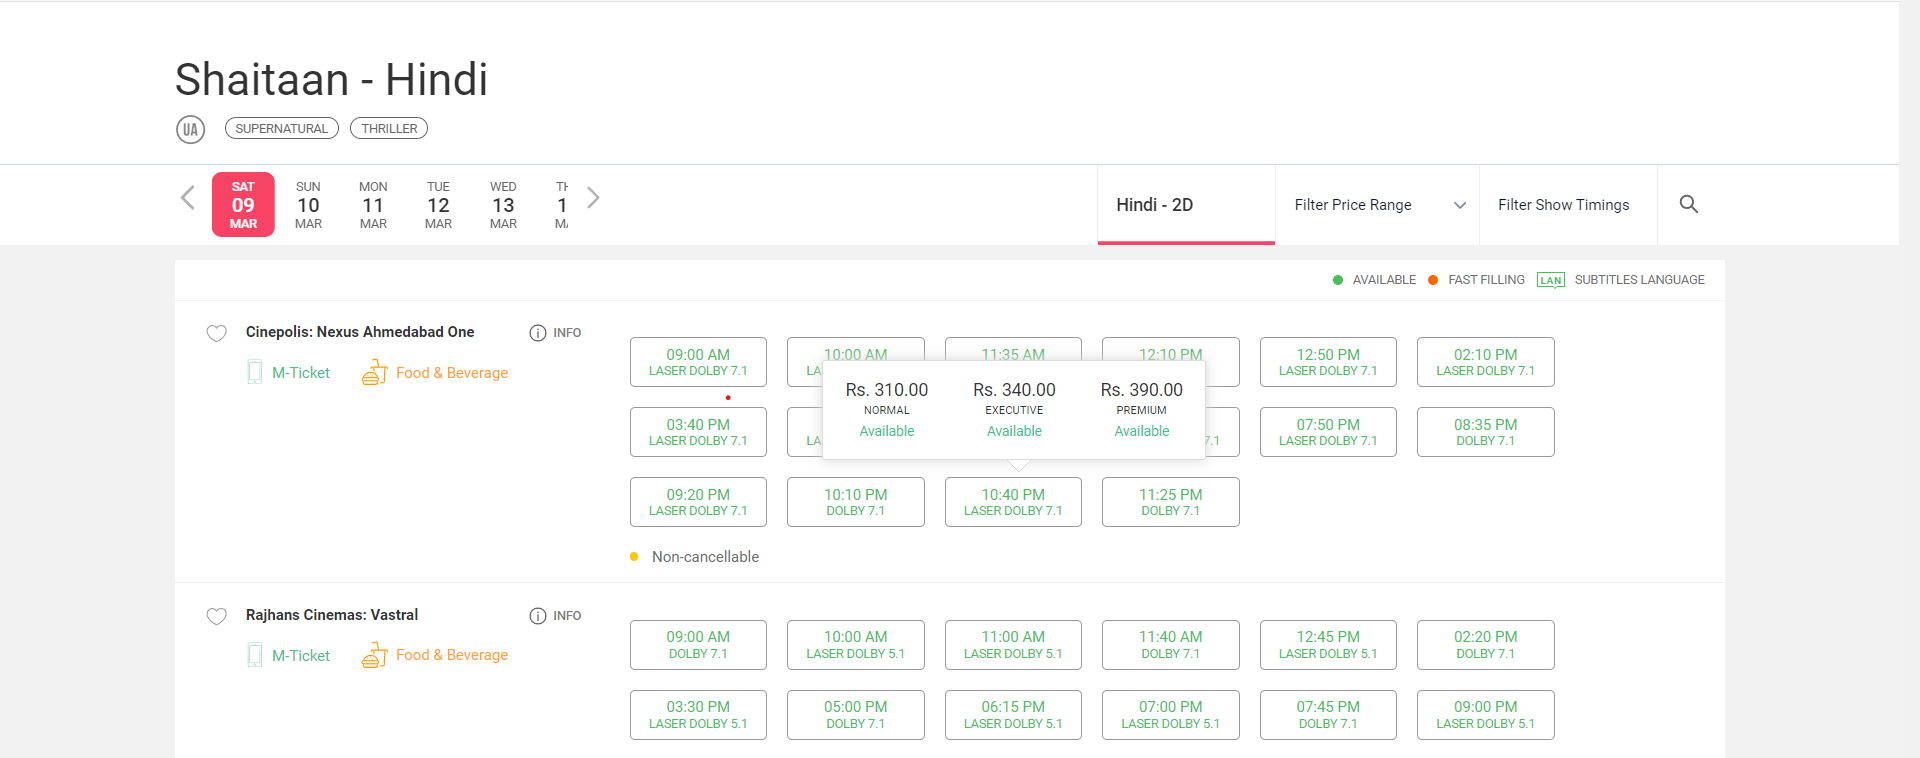 Shaitaan - Hindi
UA SUPERNATURAL THRILLER
SAT SUN MON TUE WED TH
09 10 11 12 13 1
MAR MAR MAR MAR MAR
Hindi - 2D Filter Price Range Filter Show Timings
AVAILABLE FAST FILLING LAN SUBTITLES LANGUAGE
Cinepolis: Nexus Ahmedabad One INFO
M-Ticket Food & Beverage
09:00 AM 10:00 AM 11:35 AM 12:10 PM 12:50 PM 02:10 PM
LASER DOLBY 7.1 LA LASER DOLBY 7.1 LASER DOLBY 7.1
Rs. 310.00 Rs. 340.00 Rs. 390.00
NORMAL EXECUTIVE PREMIUM
Available Available Available
03:40 PM 07:50 PM 08:35 PM
LASER DOLBY 7.1 LA 7.1 LASER DOLBY 7.1 DOLBY 7.1
09:20 PM 10:10 PM 10:40 PM 11:25 PM
LASER DOLBY 7.1 DOLBY 7.1 LASER DOLBY 7.1 DOLBY 7.1
Non-cancellable
Rajhans Cinemas: Vastral INFO
M-Ticket Food & Beverage
09:00 AM 10:00 AM 11:00 AM 11:40 AM 12:45 PM 02:20 PM
DOLBY 7.1 LASER DOLBY 5.1 LASER DOLBY 5.1 DOLBY 7.1 LASER DOLBY 5.1 DOLBY 7.1
03:30 PM 05:00 PM 06:15 PM 07:00 PM 07:45 PM 09:00 PM
LASER DOLBY 5.1 DOLBY 7.1 LASER DOLBY 5.1 LASER DOLBY 5.1 DOLBY 7.1 LASER DOLBY 5.1